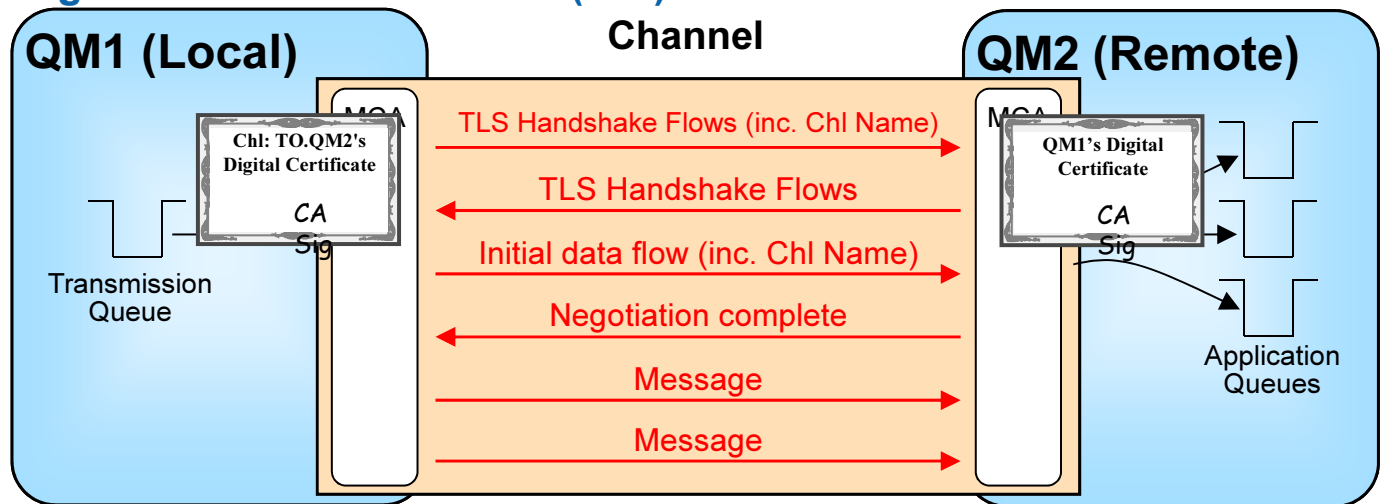 QM1 (Local)
Channel
QM2 (Remote)
MCA
MCA
TLS Handshake Flows (inc. Chl Name)
Chl: TO.QM2's
Digital Certificate
QM1’s Digital
Certificate
TLS Handshake Flows
CA
Sig
CA
Sig
Initial data flow (inc. Chl Name)
Transmission
Queue
Negotiation complete
Application
Queues
Message
Message